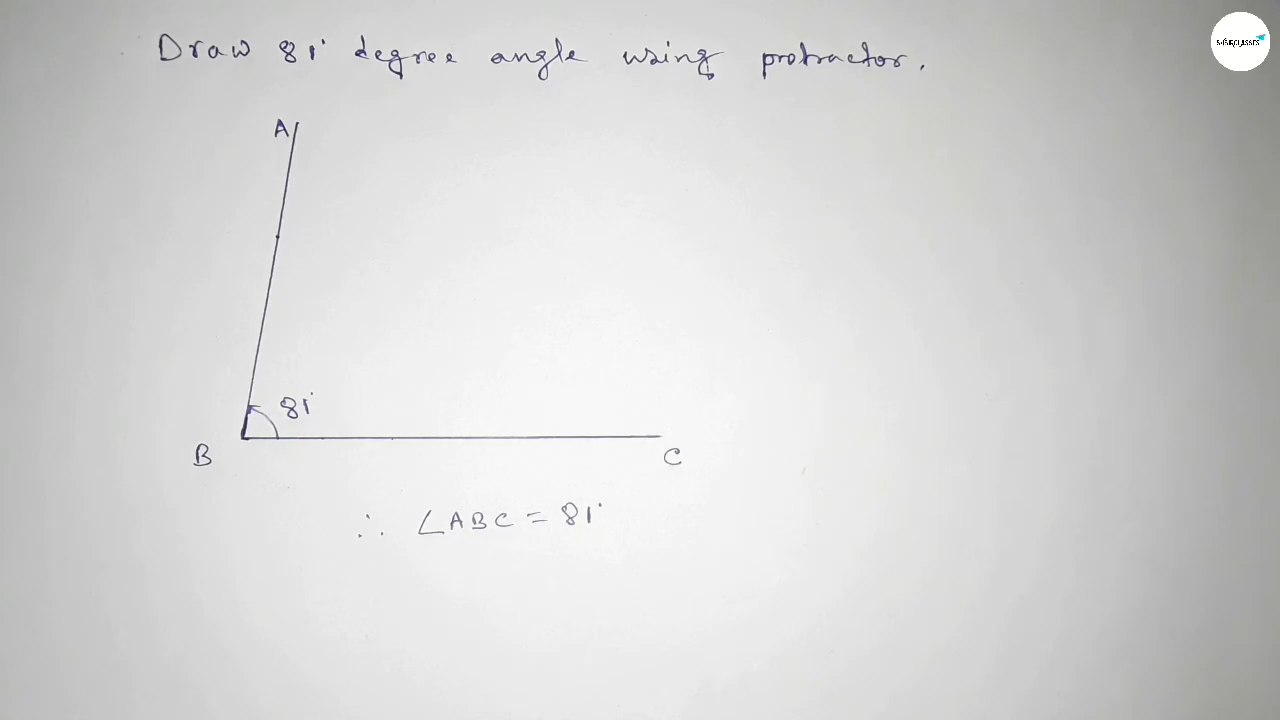 Draw 81° degree angle using protractor.
A
81°
B
C
∴ ∠ABC = 81°